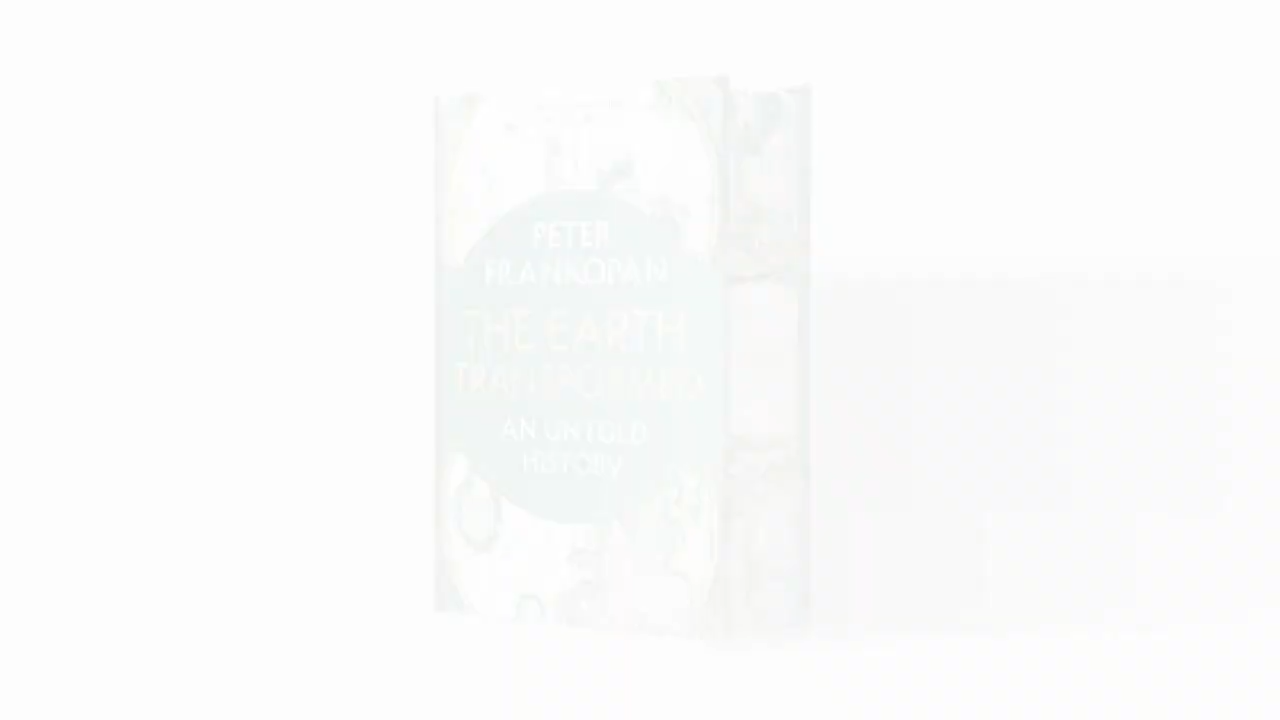 PETER
FRANKOPAN
THE EARTH
TRANSFORMED
AN UNTOLD
HISTORY